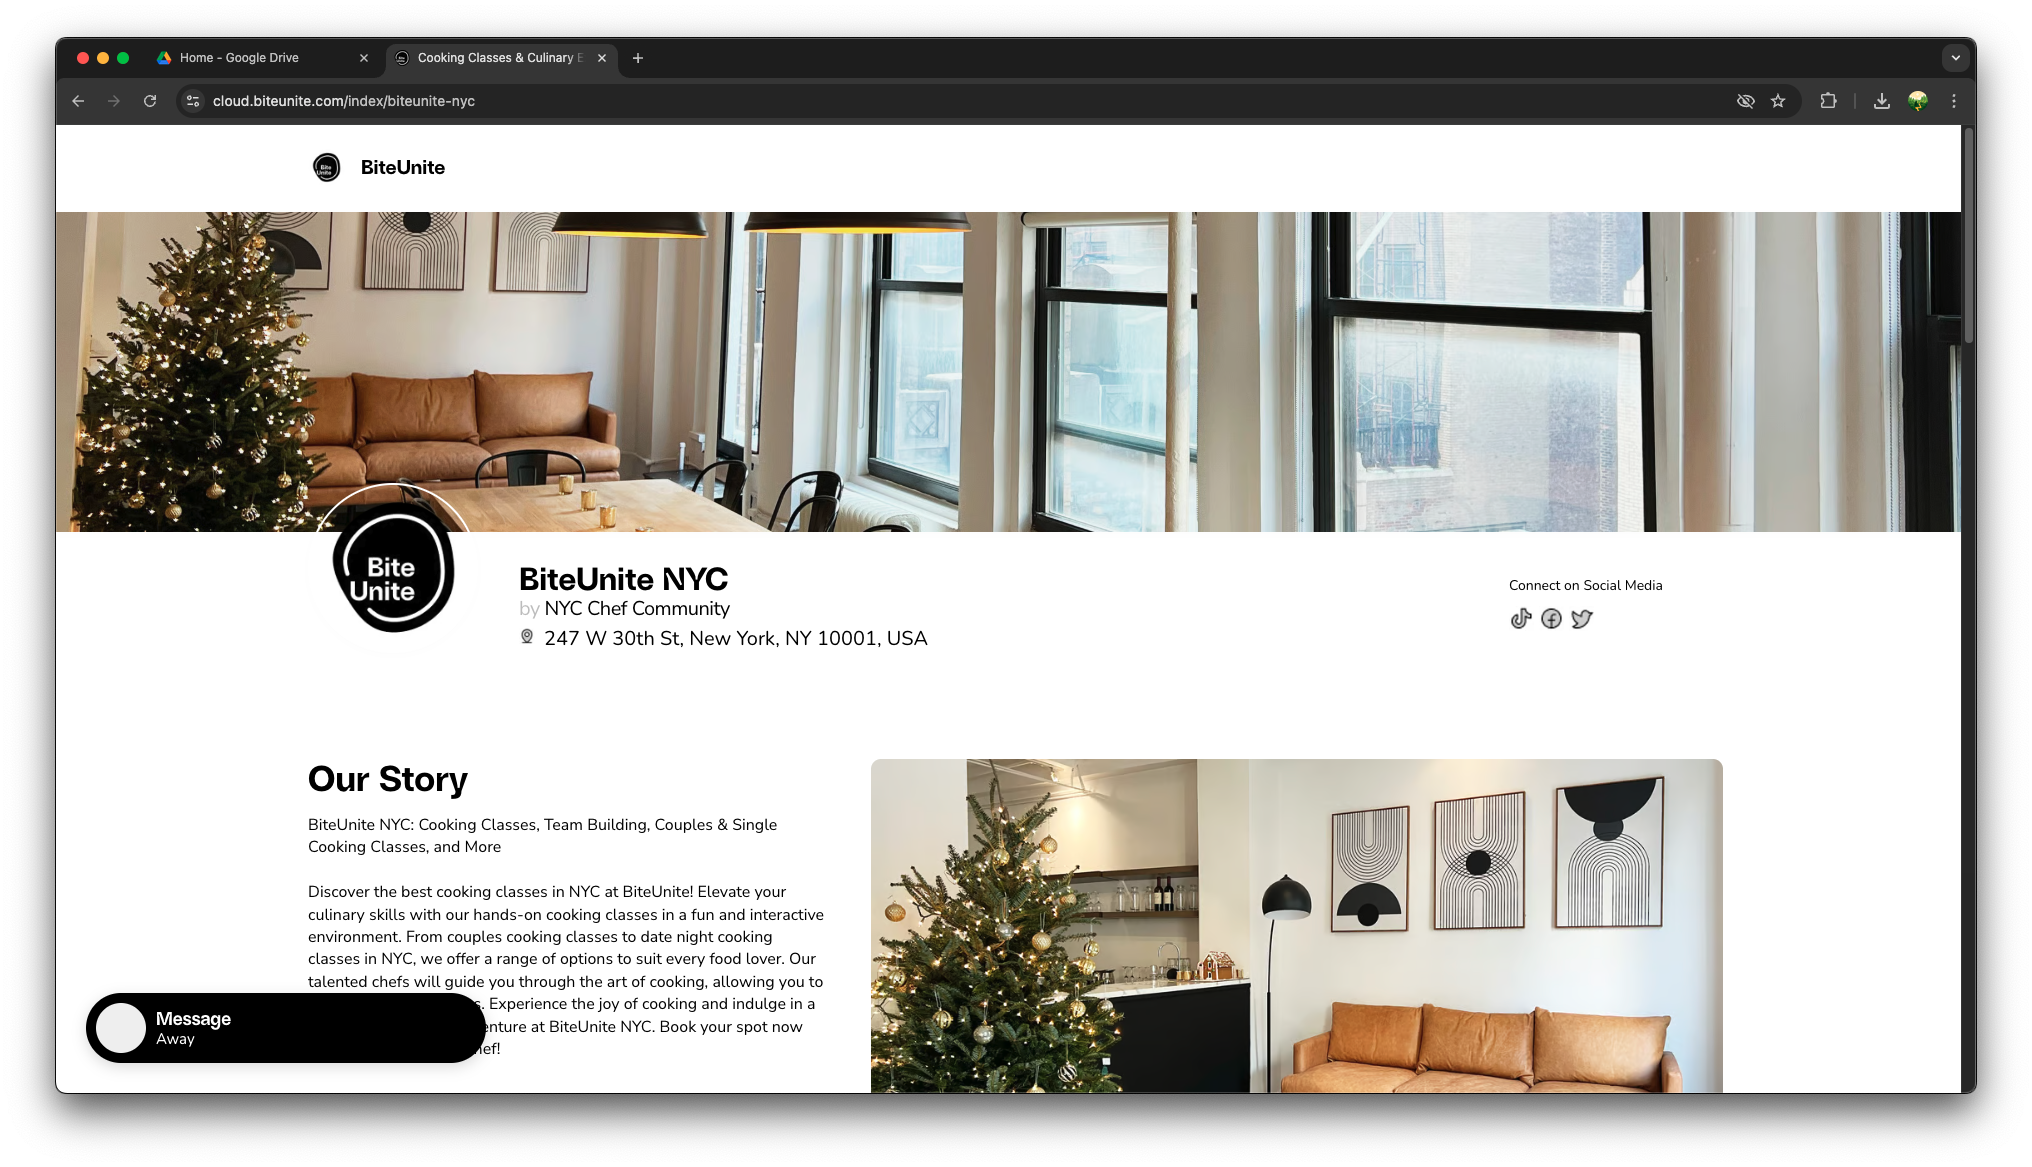 Home - Google Drive
Cooking Classes & Culinary E
cloud.biteunite.com/index/biteunite-nyc
Bite
Unite
BiteUnite
Bite
Unite
BiteUnite NYC
by NYC Chef Community
247 W 30th St, New York, NY 10001, USA
Connect on Social Media
Our Story
BiteUnite NYC: Cooking Classes, Team Building, Couples & Single
Cooking Classes, and More
Discover the best cooking classes in NYC at BiteUnite! Elevate your
culinary skills with our hands-on cooking classes in a fun and interactive
environment. From couples cooking classes to date night cooking
classes in NYC, we offer a range of options to suit every food lover. Our
talented chefs will guide you through the art of cooking, allowing you to
s. Experience the joy of cooking and indulge in a
enture at BiteUnite NYC. Book your spot now
hef!
Message
Away